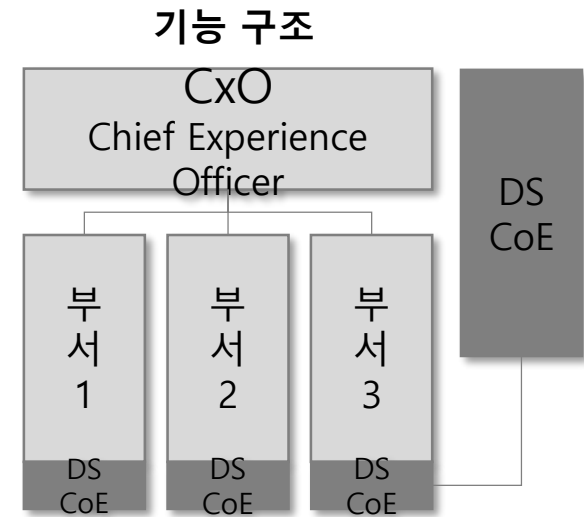 기능 구조
CxO
Chief Experience
Officer
DS
CoE
부
서
1
부
서
2
부
서
3
DS
CoE
DS
CoE
DS
CoE